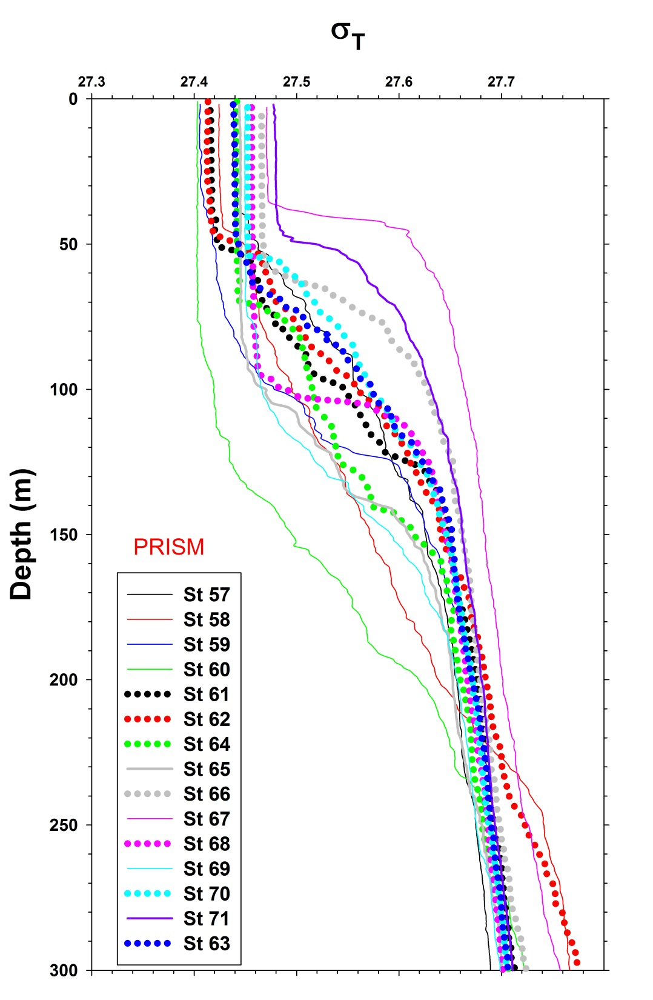 σT
27.3 27.4 27.5 27.6 27.7
0
50
100
150
200
250
300
Depth (m)
PRISM
St 57
St 58
St 59
St 60
St 61
St 62
St 64
St 65
St 66
St 67
St 68
St 69
St 70
St 71
St 63